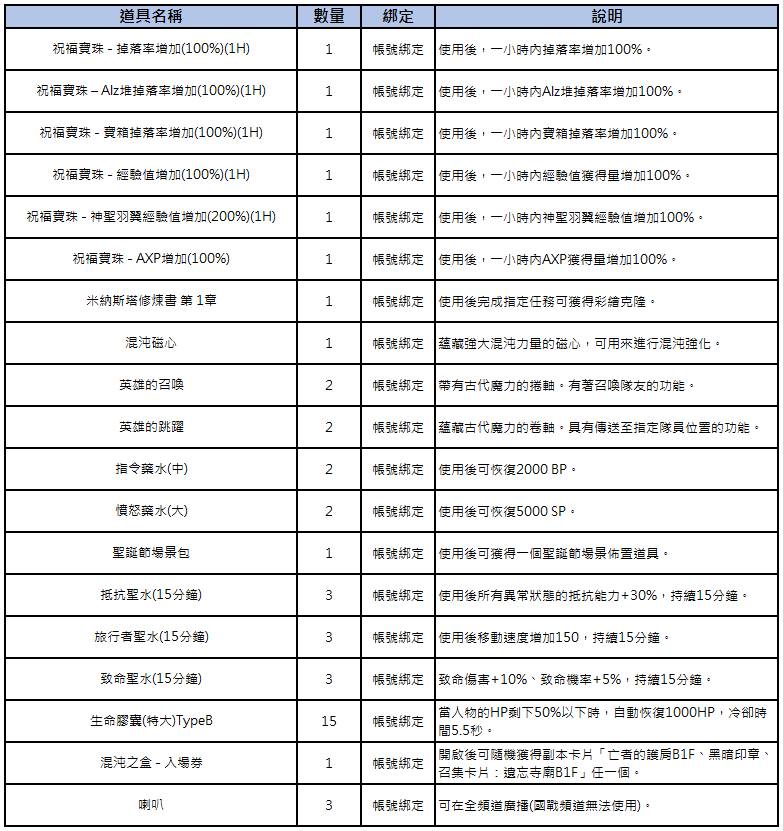 道具名稱 數量 綁定 說明
祝福寶珠 - 掉落率增加(100%)(1H) 1 帳號綁定 使用後，一小時內掉落率增加100%。
祝福寶珠 – Alz堆掉落率增加(100%)(1H) 1 帳號綁定 使用後，一小時內Alz堆掉落率增加100%。
祝福寶珠 - 寶箱掉落率增加(100%)(1H) 1 帳號綁定 使用後，一小時內寶箱掉落率增加100%。
祝福寶珠 - 經驗值增加(100%)(1H) 1 帳號綁定 使用後，一小時內經驗值獲得量增加100%。
祝福寶珠 - 神聖羽翼經驗值增加(200%)(1H) 1 帳號綁定 使用後，一小時內神聖羽翼經驗值增加100%。
祝福寶珠 - AXP增加(100%) 1 帳號綁定 使用後，一小時內AXP獲得量增加100%。
米納斯塔修煉書 第 1章 1 帳號綁定 使用後完成指定任務可獲得彩繪克隆。
混沌磁心 1 帳號綁定 蘊藏強大混沌力量的磁心，可用來進行混沌強化。
英雄的召喚 2 帳號綁定 帶有古代魔力的捲軸。有著召喚隊友的功能。
英雄的跳躍 2 帳號綁定 蘊藏古代魔力的卷軸。具有傳送至指定隊員位置的功能。
指令藥水(中) 2 帳號綁定 使用後可恢復2000 BP。
憤怒藥水(大) 2 帳號綁定 使用後可恢復5000 SP。
聖誕節場景包 1 帳號綁定 使用後可獲得一個聖誕節場景佈置道具。
抵抗聖水(15分鐘) 3 帳號綁定 使用後所有異常狀態的抵抗能力+30%，持續15分鐘。
旅行者聖水(15分鐘) 3 帳號綁定 使用後移動速度增加150，持續15分鐘。
致命聖水(15分鐘) 3 帳號綁定 致命傷害+10%、致命機率+5%，持續15分鐘。
生命膠囊(特大)TypeB 15 帳號綁定 當人物的HP剩下50%以下時，自動恢復1000HP，冷卻時
間5.5秒。
混沌之盒 - 入場券 1 帳號綁定 開啟後可隨機獲得副本卡片「亡者的護肩B1F、黑暗印章、
召集卡片：遺忘寺廟B1F」任一個。
喇叭 3 帳號綁定 可在全頻道廣播(國戰頻道無法使用)。